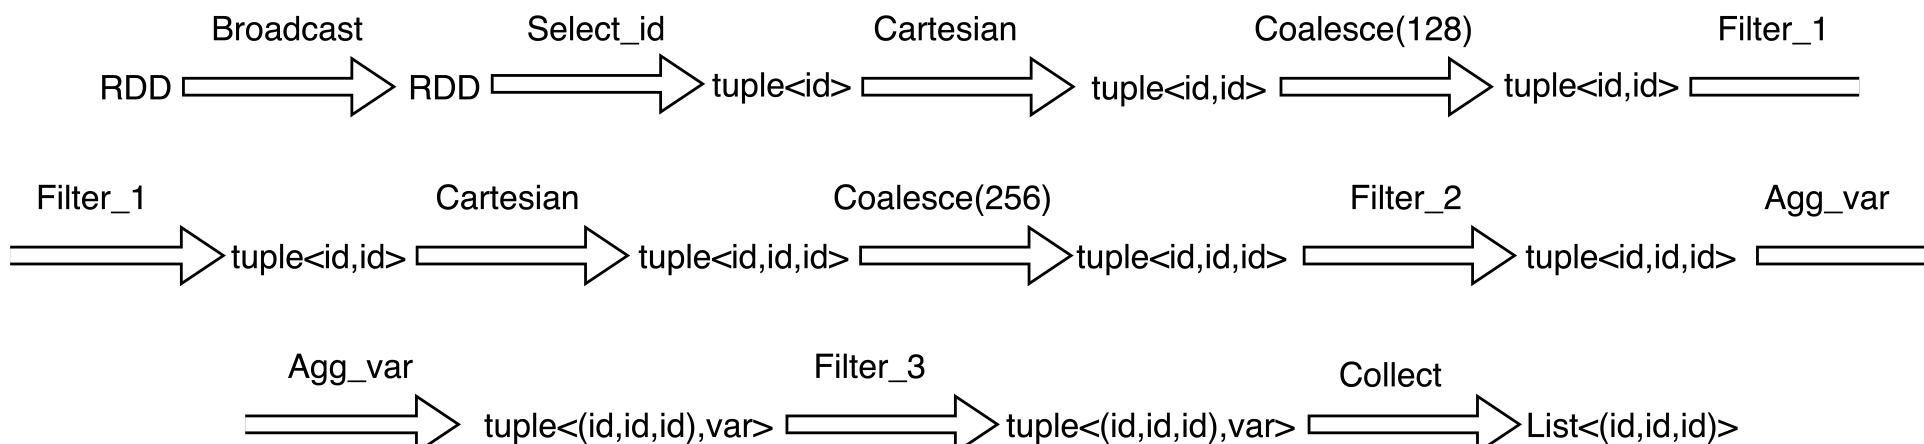 Broadcast Select_id Cartesian Coalesce(128) Filter_1
RDD RDD tuple<id> tuple<id,id> tuple<id,id>
Filter_1 Cartesian Coalesce(256) Filter_2 Agg_var
tuple<id,id> tuple<id,id,id> tuple<id,id,id> tuple<id,id,id>
Agg_var Filter_3 Collect
tuple<(id,id,id),var> tuple<(id,id,id),var> List<(id,id,id)>